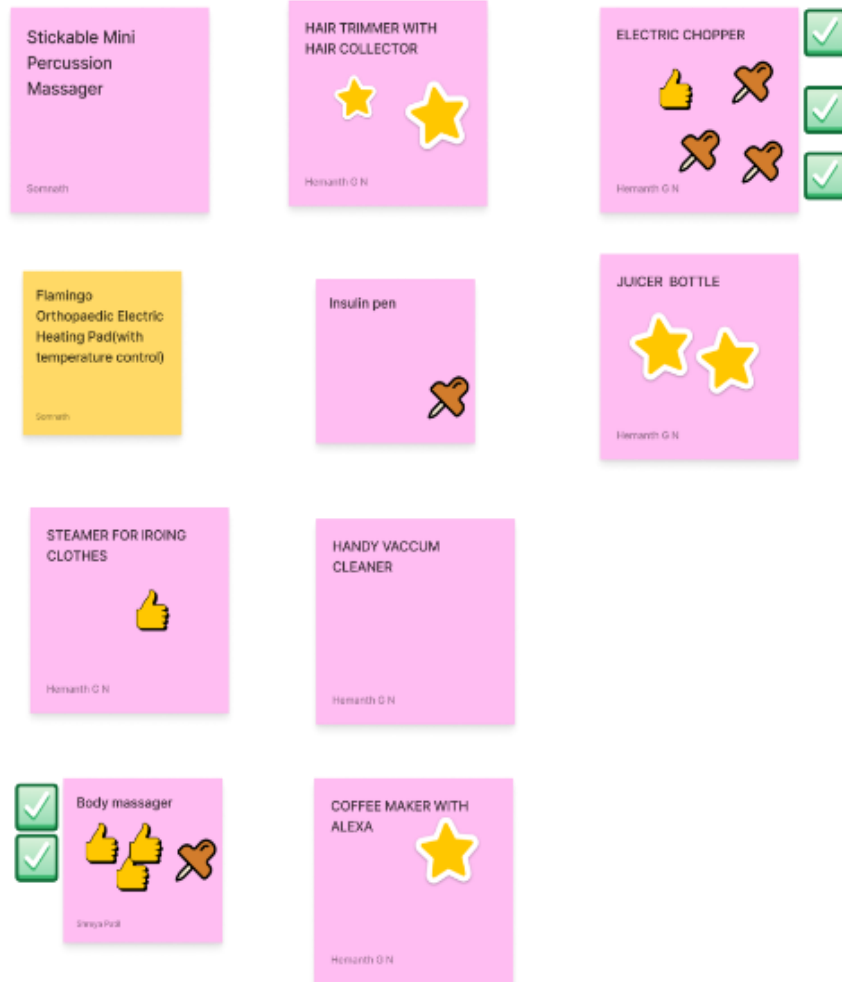 Stickable Mini
Percussion
Massager
Somnath
HAIR TRIMMER WITH
HAIR COLLECTOR
Hemanth G N
ELECTRIC CHOPPER
Hemanth G N
Flamingo
Orthopaedic Electric
Heating Pad(with
temperature control)
Somnath
Insulin pen
JUICER BOTTLE
Hemanth G N
STEAMER FOR IROING
CLOTHES
Hemanth G N
HANDY VACCUM
CLEANER
Hemanth G N
Body massager
Shreya Patil
COFFEE MAKER WITH
ALEXA
Hemanth G N